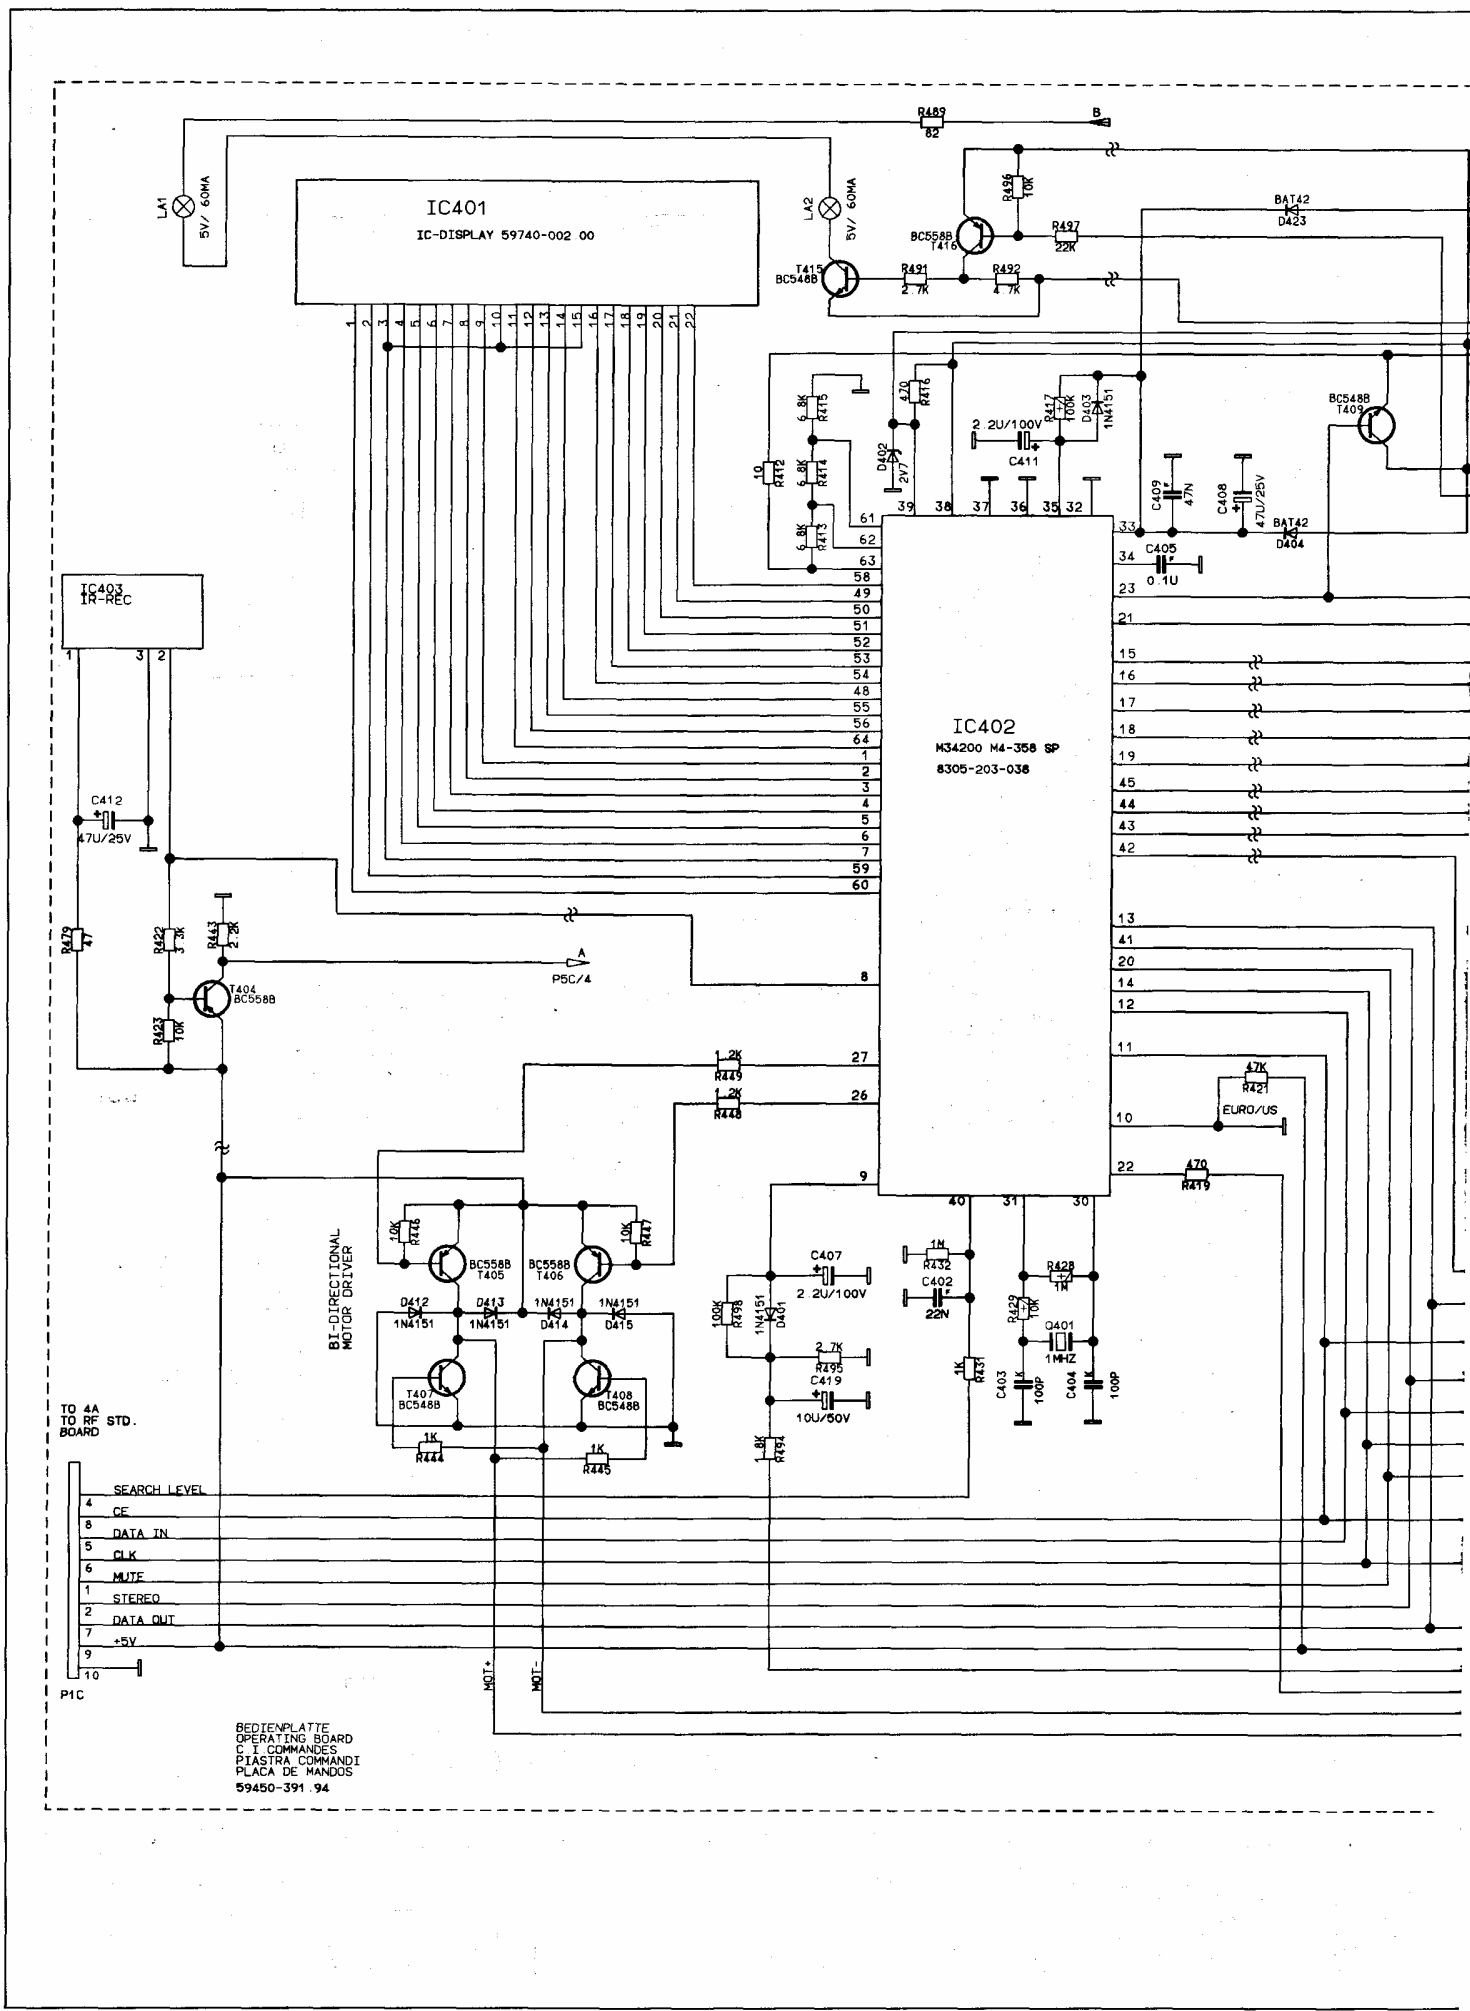 R489
82
B
LA1
5V/ 60MA
IC401
IC-DISPLAY 59740-002 00
LA2
5V/ 60MA
R496
10K
BC558B
T416
R497
22K
BAT42
D423
T415
BC548B
R491
2.7K
R492
4.7K
1
2
3
4
5
6
7
8
9
10
11
12
13
14
15
16
17
18
19
20
21
22
6.8K
R415
6.8K
R414
6.8K
R413
10
R412
470
R416
D402
2V7
2.2U/100V
C411
R417
100K
D403
1N4151
BC548B
T409
C409
47N
C408
47U/25V
BAT42
D404
C405
0.1U
39
38
37
36
35
32
61
62
63
58
49
50
51
52
53
54
48
55
56
64
1
2
3
4
5
6
7
59
60
8
27
26
9
33
34
23
21
15
16
17
18
19
45
44
43
42
13
41
20
14
12
11
10
22
40
31
30
IC402
M34200 M4-358 SP
8305-203-038
IC403
IR-REC
1
3
2
C412
47U/25V
R479
47
R422
3.3K
R443
2.2K
T404
BC558B
R423
10K
A
P5C/4
1.2K
R449
1.2K
R448
47K
R421
EURO/US
470
R419
BI-DIRECTIONAL
MOTOR DRIVER
10K
R446
10K
R447
BC558B
T405
BC558B
T406
D412
1N4151
D413
1N4151
1N4151
D414
1N4151
D415
T407
BC548B
T408
BC548B
1K
R444
1K
R445
C407
2.2U/100V
100K
R498
1N4151
D401
2.7K
R495
C419
10U/50V
1.8K
R494
1M
R432
C402
22N
1K
R431
R428
1M
R429
10K
Q401
1MHZ
C403
100P
C404
100P
TO 4A
TO RF STD.
BOARD
SEARCH LEVEL
4
CE
8
DATA IN
5
CLK
6
MUTE
1
STEREO
2
DATA OUT
7
+5V
9
10
P1C
MOT+
MOT-
BEDIENPLATTE
OPERATING BOARD
C.I.COMMANDES
PIASTRA COMMANDI
PLACA DE MANDOS
59450-391.94